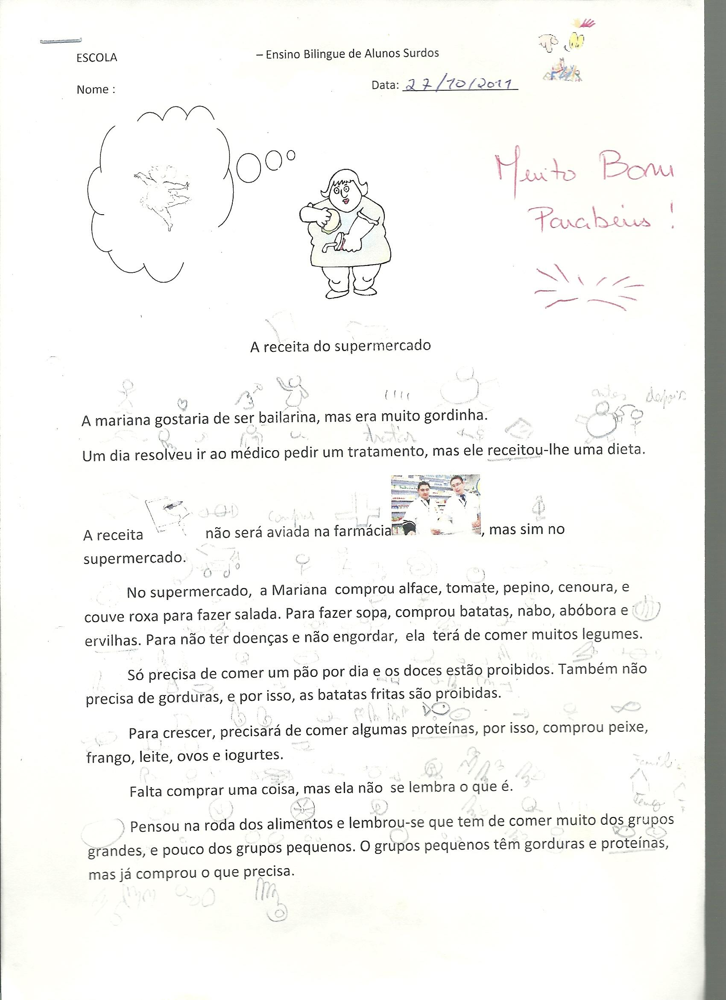 ESCOLA – Ensino Bilingue de Alunos Surdos
Nome : Data: 27/10/2011
Muito Bom
Parabéns !
A receita do supermercado
antes depois
A mariana gostaria de ser bailarina, mas era muito gordinha.
tratar
Um dia resolveu ir ao médico pedir um tratamento, mas ele receitou-lhe uma dieta.
compras
A receita não será aviada na farmácia, mas sim no
supermercado.
No supermercado, a Mariana comprou alface, tomate, pepino, cenoura, e
couve roxa para fazer salada. Para fazer sopa, comprou batatas, nabo, abóbora e
ervilhas. Para não ter doenças e não engordar, ela terá de comer muitos legumes.
Só precisa de comer um pão por dia e os doces estão proibidos. Também não
precisa de gorduras, e por isso, as batatas fritas são proibidas.
Para crescer, precisará de comer algumas proteínas, por isso, comprou peixe,
frango, leite, ovos e iogurtes.
Família
Falta comprar uma coisa, mas ela não se lembra o que é.
Pensou na roda dos alimentos e lembrou-se que tem de comer muito dos grupos
grandes, e pouco dos grupos pequenos. O grupos pequenos têm gorduras e proteínas,
mas já comprou o que precisa.